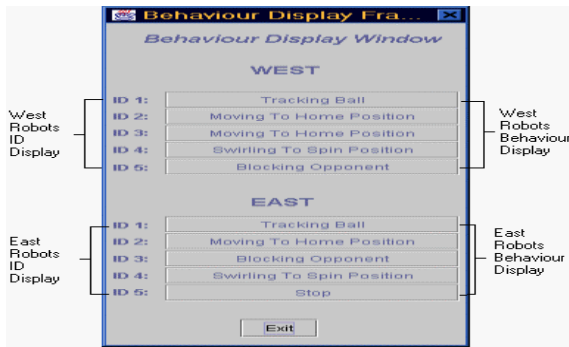 Behaviour Display Fra...
Behaviour Display Window
WEST
ID 1: Tracking Ball
ID 2: Moving To Home Position
ID 3: Moving To Home Position
ID 4: Swirling To Spin Position
ID 5: Blocking Opponent
West
Robots
ID
Display
West
Robots
Behaviour
Display
EAST
ID 1: Tracking Ball
ID 2: Moving To Home Position
ID 3: Blocking Opponent
ID 4: Swirling To Spin Position
ID 5: Stop
East
Robots
ID
Display
East
Robots
Behaviour
Display
Exit